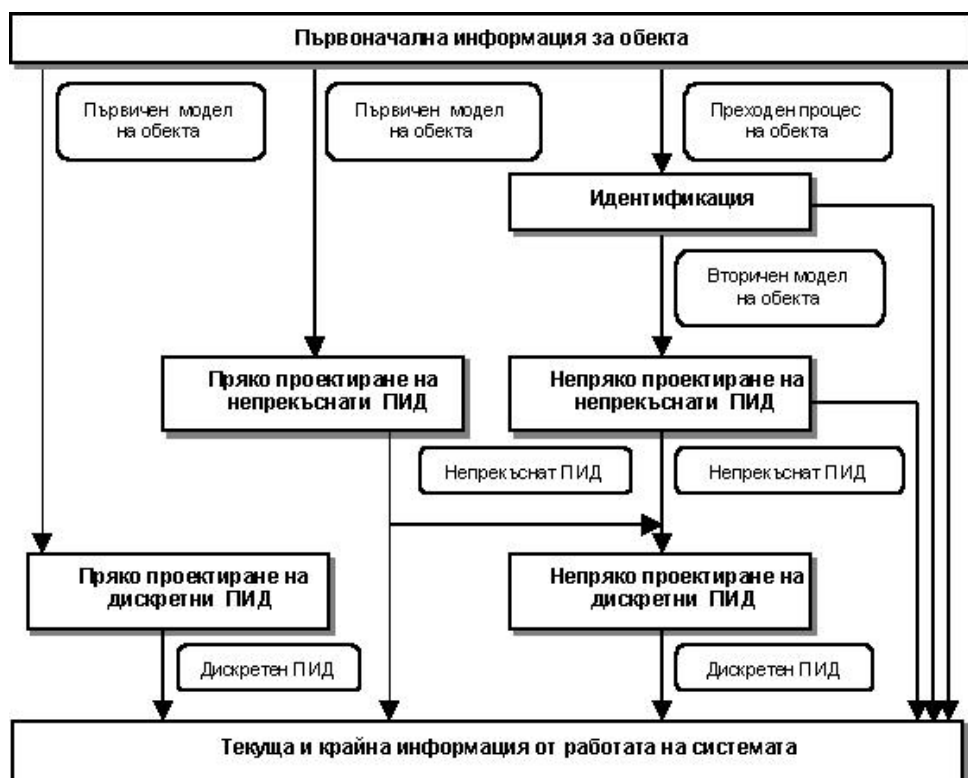 Първоначална информация за обекта
Първичен модел
на обекта
Първичен модел
на обекта
Преходен процес
на обекта
Идентификация
Вторичен модел
на обекта
Пряко проектиране на
непрекъснати ПИД
Непряко проектиране на
непрекъснати ПИД
Непрекъснат ПИД
Непрекъснат ПИД
Пряко проектиране на
дискретни ПИД
Непряко проектиране на
дискретни ПИД
Дискретен ПИД
Дискретен ПИД
Текуща и крайна информация от работата на системата